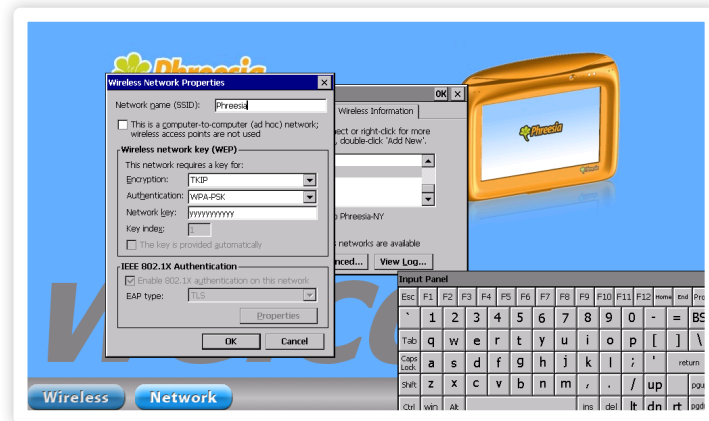 Phreesia
Wireless Network Properties
×
Network name (SSID):
Phreesia
This is a computer-to-computer (ad hoc) network;
wireless access points are not used
Wireless network key (WEP)
This network requires a key for:
Encryption:
TKIP
Authentication:
WPA-PSK
Network key:
yyyyyyyyyy
Key index:
1
The key is provided automatically
IEEE 802.1X Authentication
Enable 802.1X authentication on this network
EAP type:
TLS
Properties
OK
Cancel
OK ×
Wireless Information
or right-click for more
, double-click 'Add New'.
Phreesia-NY
networks are available
View Log...
Phreesia
Input Panel
Esc F1 F2 F3 F4 F5 F6 F7 F8 F9 F10 F11 F12 Home End
` 1 2 3 4 5 6 7 8 9 0 - = BS
Tab q w e r t y u i o p [ ] \
Caps Lock a s d f g h j k l ; ' return
Shift z x c v b n m , . / up
Ctrl win Alt ins del lt dn rt
Wireless
Network